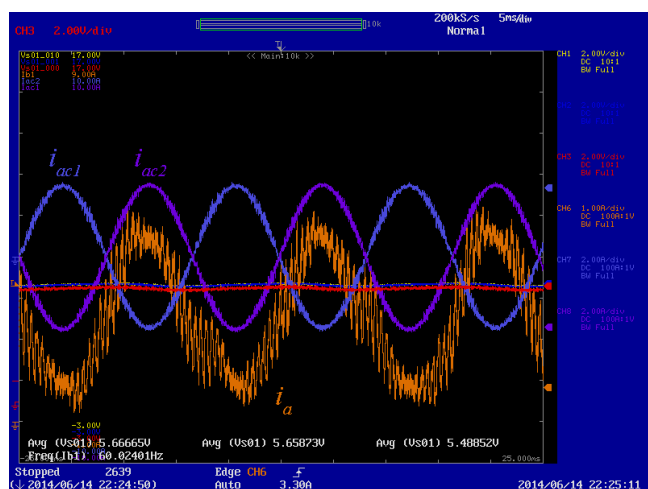 200kS/s 5ms/div
CH3 2.00V/div 10k Normal
<< Main:10k >>
Vs01_010 17.00V
Vs01_000 17.00V
Ib1 9.00A
Iac2 10.00A
Iac1 10.00A
CH1 2.00V/div
DC 10:1
BW Full
CH3 2.00V/div
DC 10:1
BW Full
CH6 1.00A/div
DC 100A:1V
BW Full
CH7 2.00A/div
DC 100A:1V
BW Full
CH8 2.00A/div
DC 100A:1V
BW Full
iac1 iac2
ia
-3.00V
Avg (Vs01) 5.66665V Avg (Vs01) 5.65873V Avg (Vs01) 5.48852V
Freq(Ib1) 60.02401Hz
25.000ms
Stopped 2639 Edge CH6
(↓ 2014/06/14 22:24:50) Auto 3.30A 2014/06/14 22:25:11